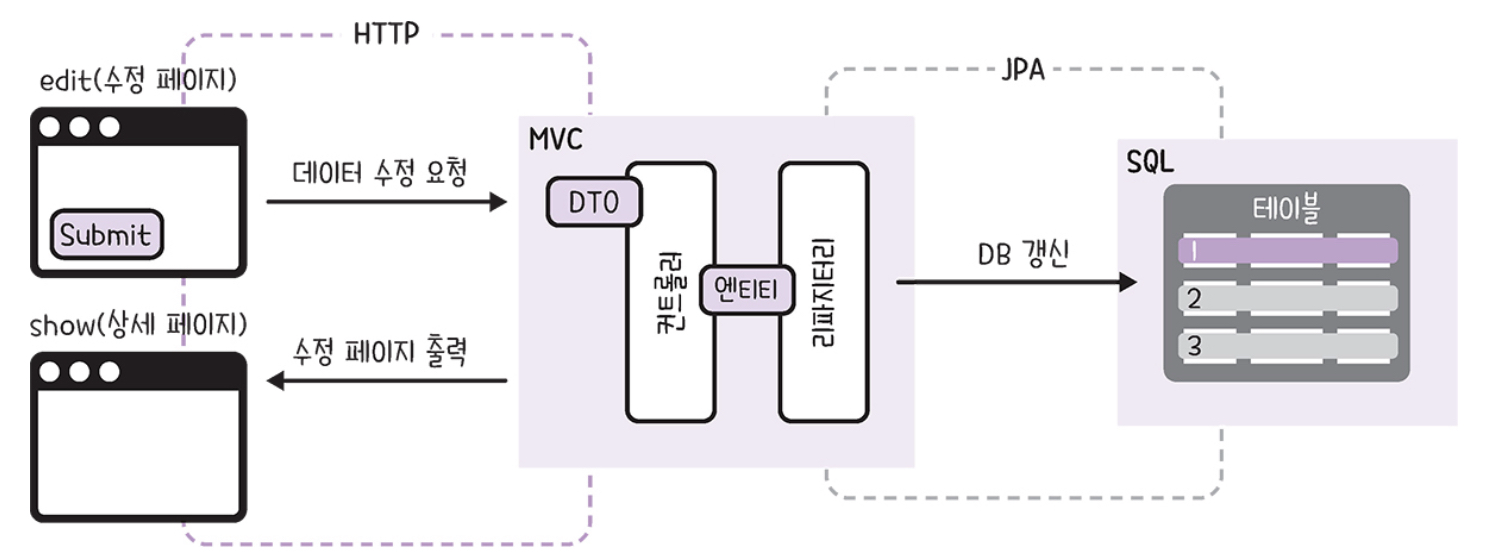 HTTP
JPA
edit(수정 페이지)
Submit
데이터 수정 요청
MVC
DTO
컨트롤러
엔티티
리파지터리
DB 갱신
SQL
테이블
1
2
3
show(상세 페이지)
수정 페이지 출력